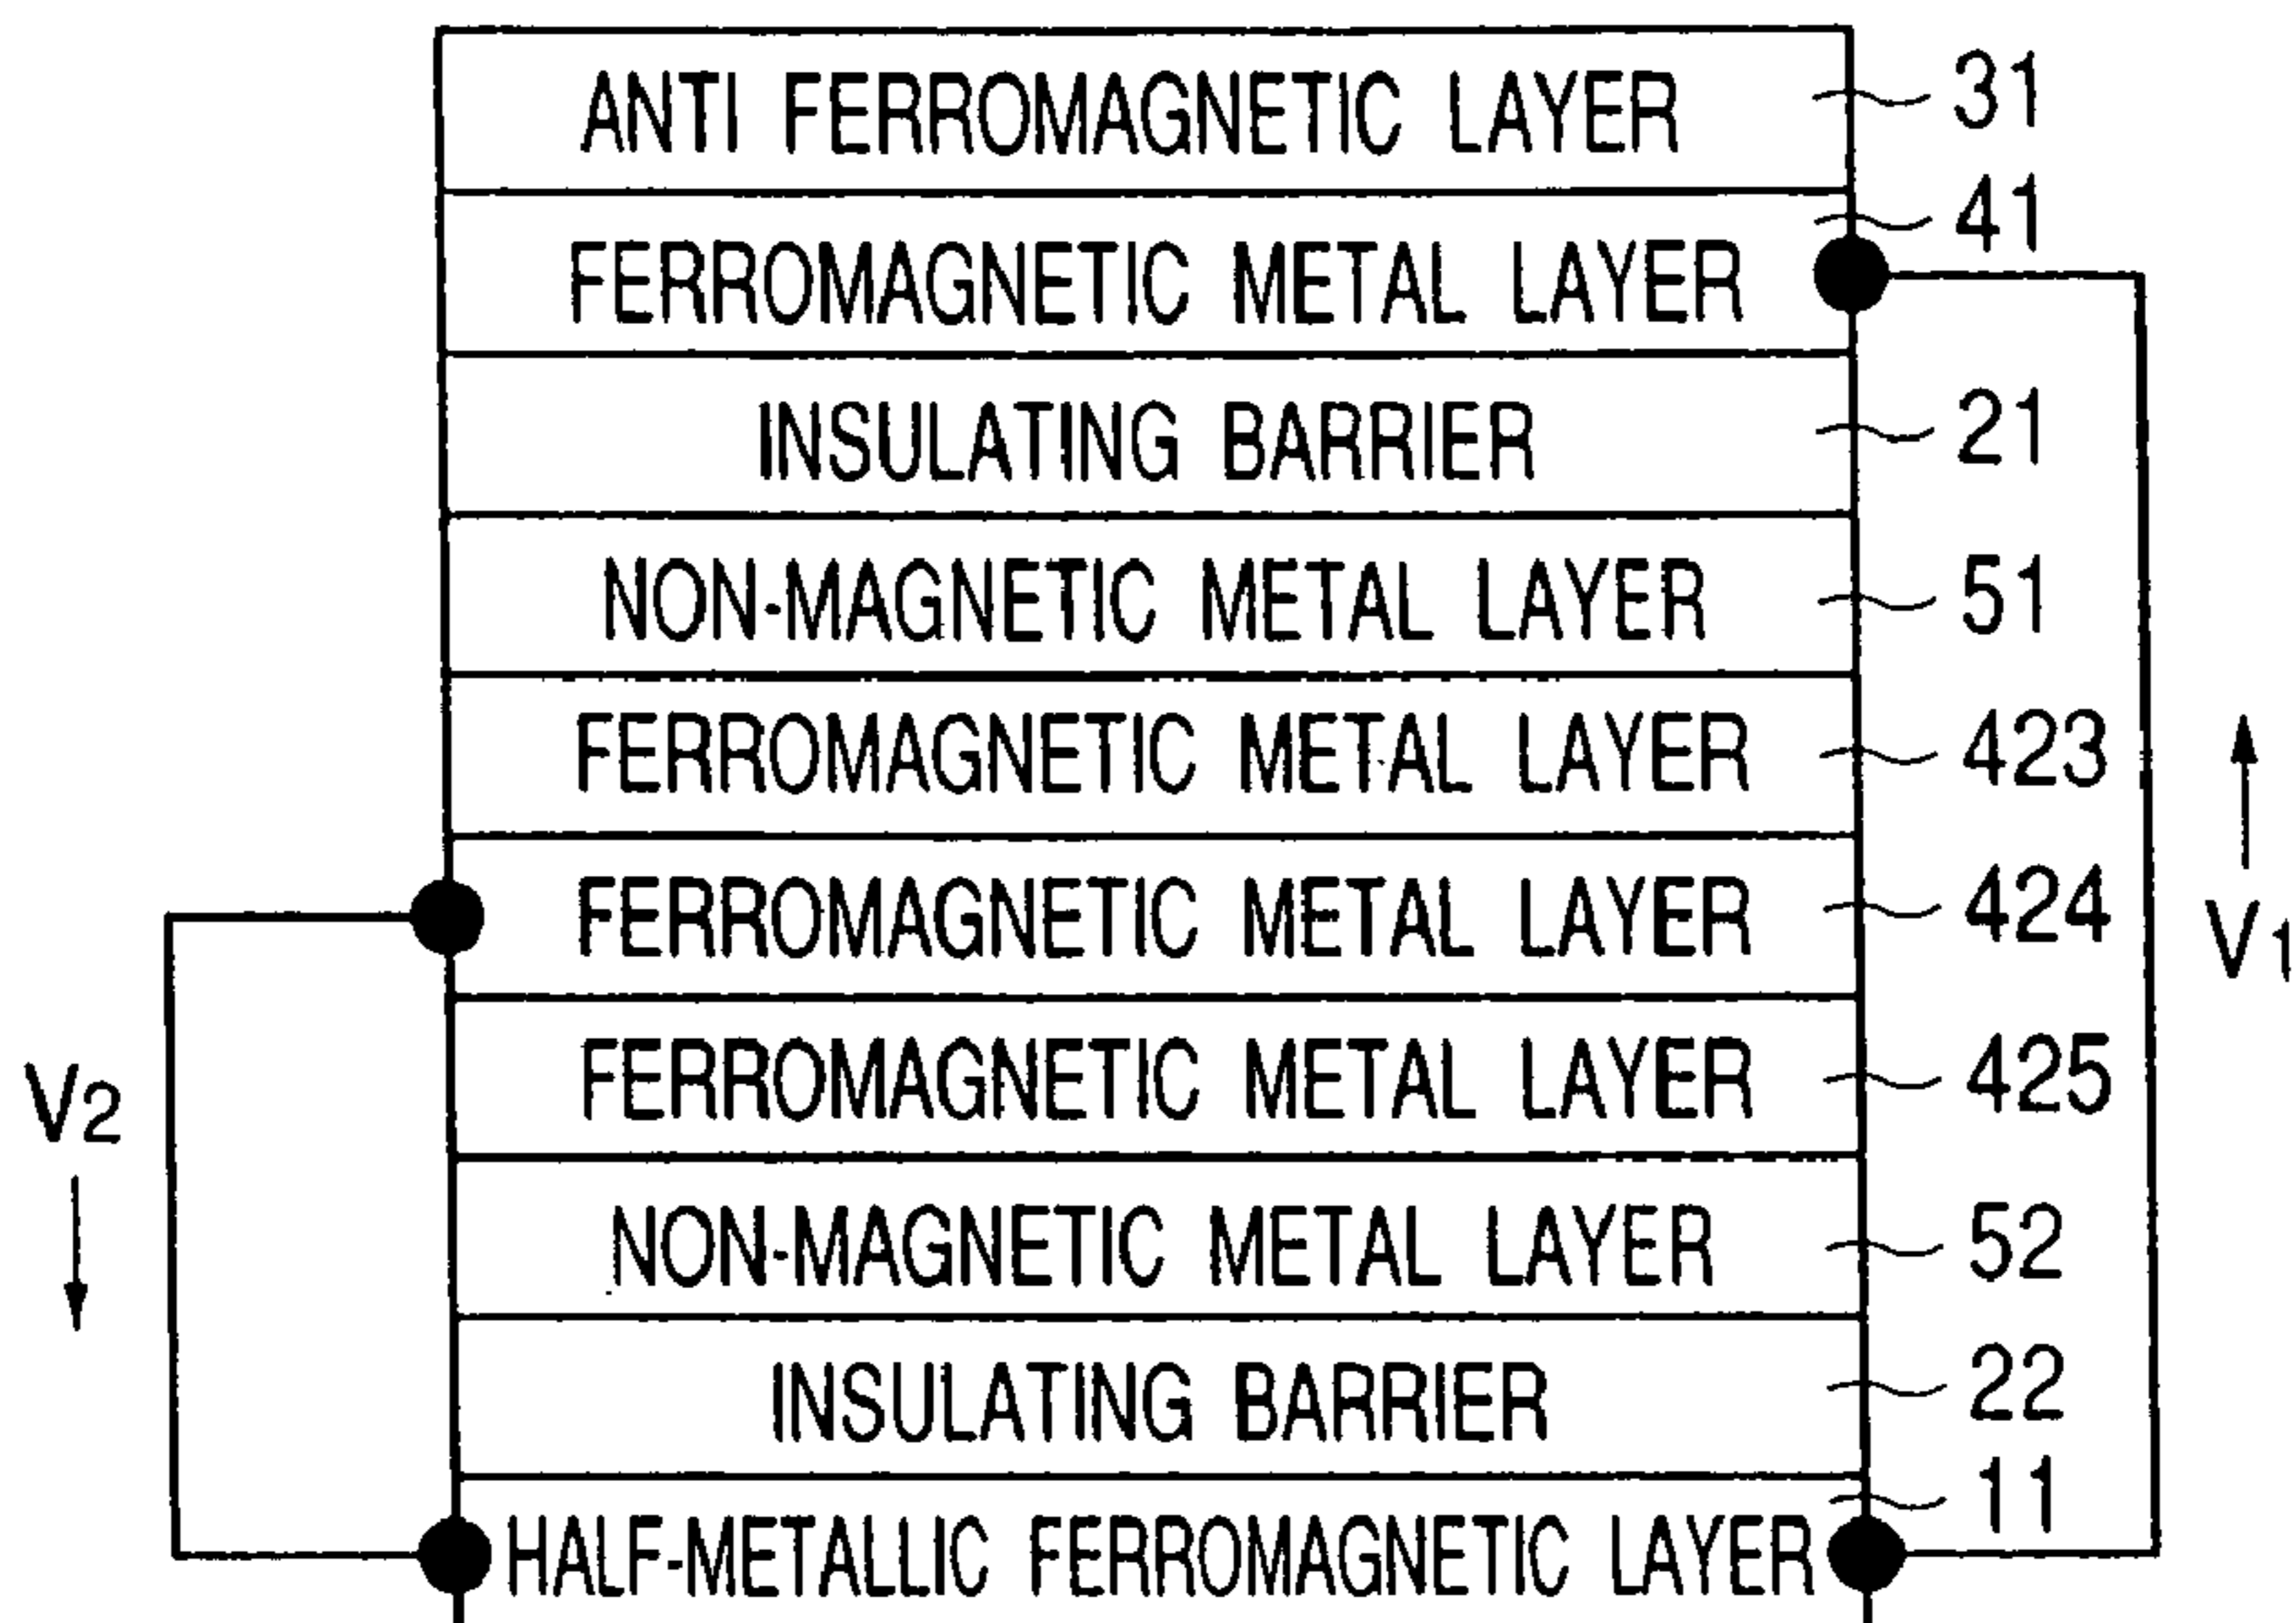 ANTI FERROMAGNETIC LAYER 31
FERROMAGNETIC METAL LAYER 41
INSULATING BARRIER 21
NON-MAGNETIC METAL LAYER 51
FERROMAGNETIC METAL LAYER 423
FERROMAGNETIC METAL LAYER 424
V1
FERROMAGNETIC METAL LAYER 425
V2
NON-MAGNETIC METAL LAYER 52
INSULATING BARRIER 22
HALF-METALLIC FERROMAGNETIC LAYER 11